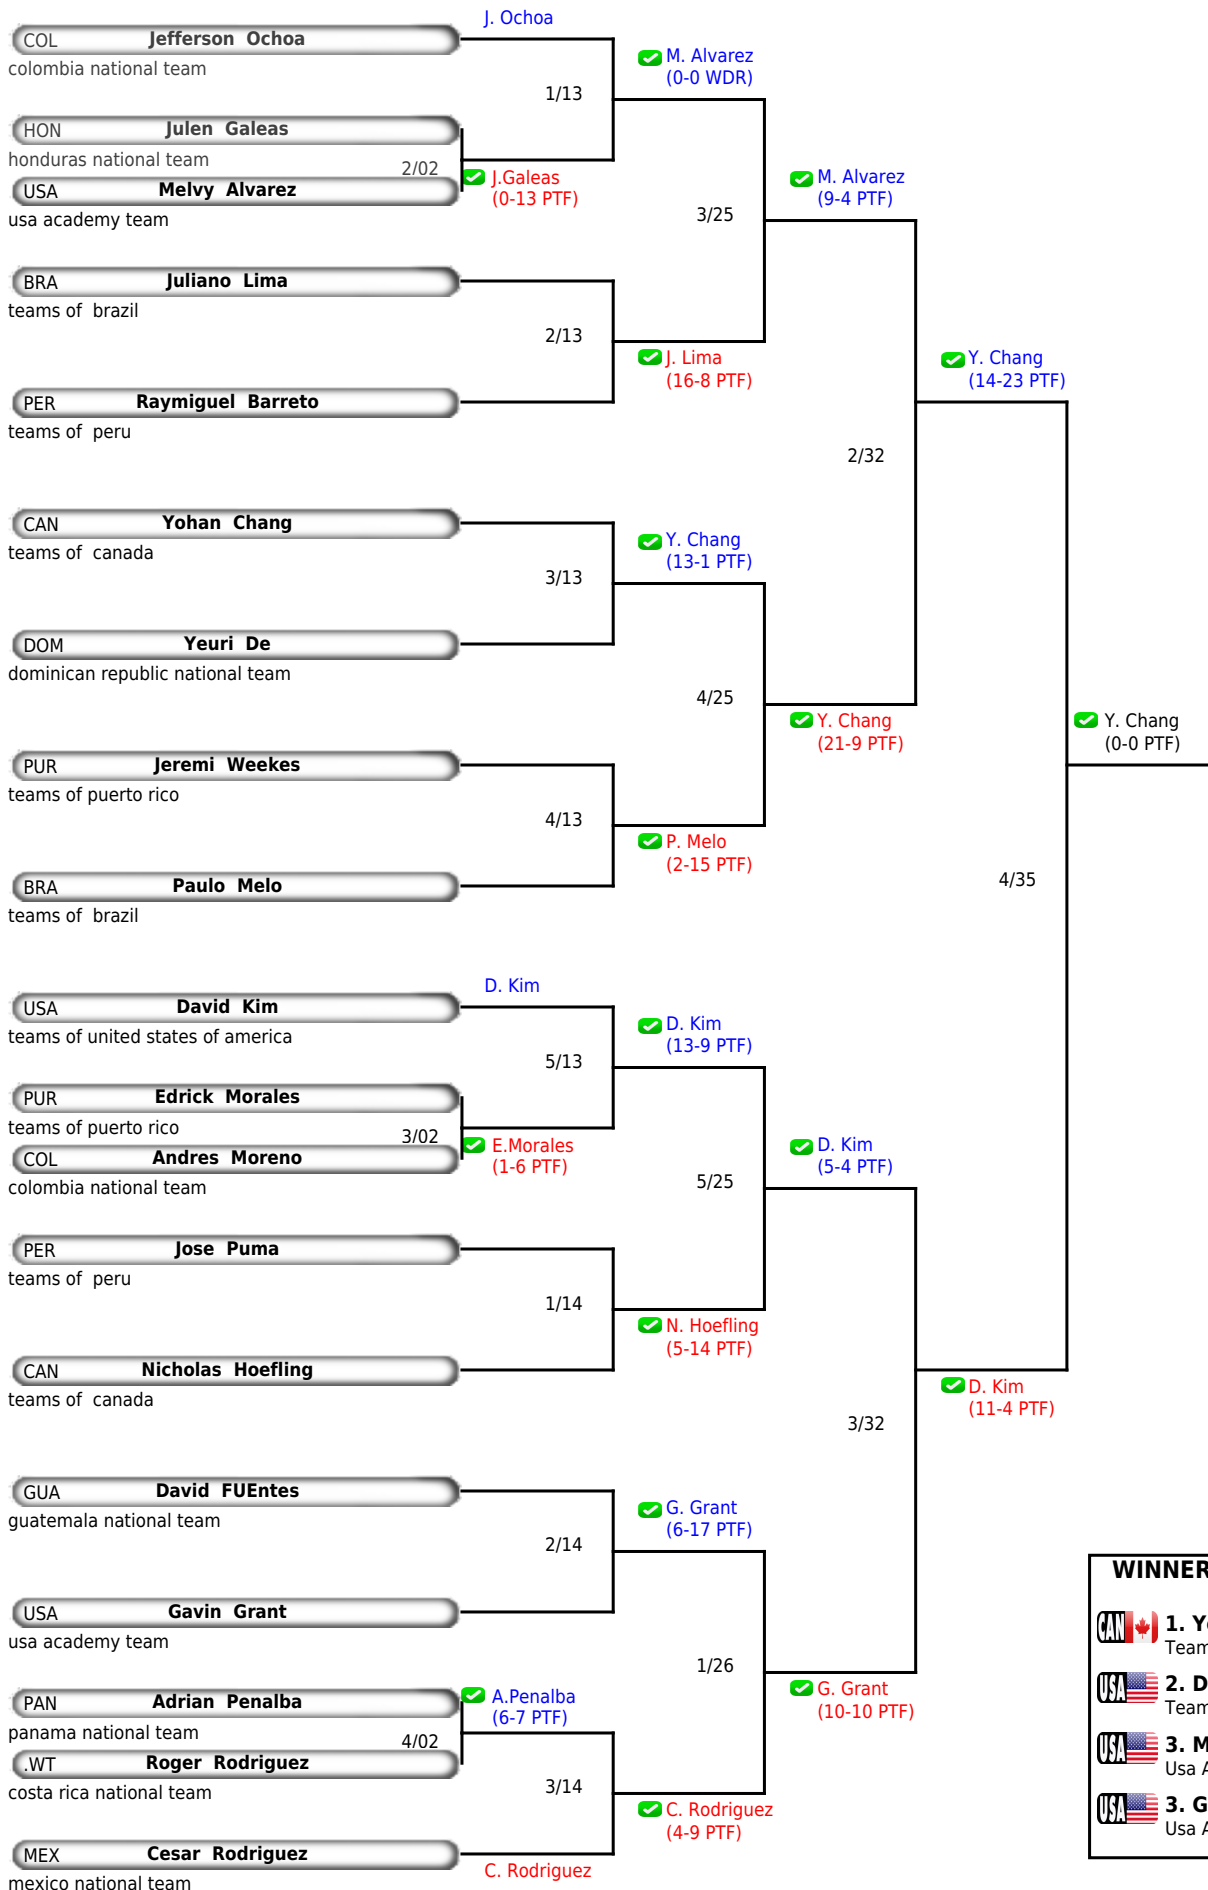 J. Ochoa
COL Jefferson Ochoa
colombia national team
M. Alvarez
(0-0 WDR)
1/13
HON Julen Galeas
honduras national team
2/02
J.Galeas
(0-13 PTF)
USA Melvy Alvarez
usa academy team
M. Alvarez
(9-4 PTF)
3/25
BRA Juliano Lima
teams of brazil
2/13
J. Lima
(16-8 PTF)
PER Raymiguel Barreto
teams of peru
Y. Chang
(14-23 PTF)
2/32
CAN Yohan Chang
teams of canada
Y. Chang
(13-1 PTF)
3/13
DOM Yeuri De
dominican republic national team
4/25
Y. Chang
(21-9 PTF)
Y. Chang
(0-0 PTF)
PUR Jeremi Weekes
teams of puerto rico
4/13
P. Melo
(2-15 PTF)
BRA Paulo Melo
teams of brazil
4/35
D. Kim
USA David Kim
teams of united states of america
D. Kim
(13-9 PTF)
5/13
PUR Edrick Morales
teams of puerto rico
3/02
E.Morales
(1-6 PTF)
COL Andres Moreno
colombia national team
D. Kim
(5-4 PTF)
5/25
PER Jose Puma
teams of peru
1/14
N. Hoefling
(5-14 PTF)
CAN Nicholas Hoefling
teams of canada
D. Kim
(11-4 PTF)
3/32
GUA David FUEntes
guatemala national team
G. Grant
(6-17 PTF)
2/14
USA Gavin Grant
usa academy team
1/26
G. Grant
(10-10 PTF)
PAN Adrian Penalba
panama national team
A.Penalba
(6-7 PTF)
4/02
.WT Roger Rodriguez
costa rica national team
3/14
C. Rodriguez
(4-9 PTF)
MEX Cesar Rodriguez
mexico national team
C. Rodriguez
WINNER
CAN 1. Y
Team
USA 2. D
Team
USA 3. M
Usa A
USA 3. G
Usa A